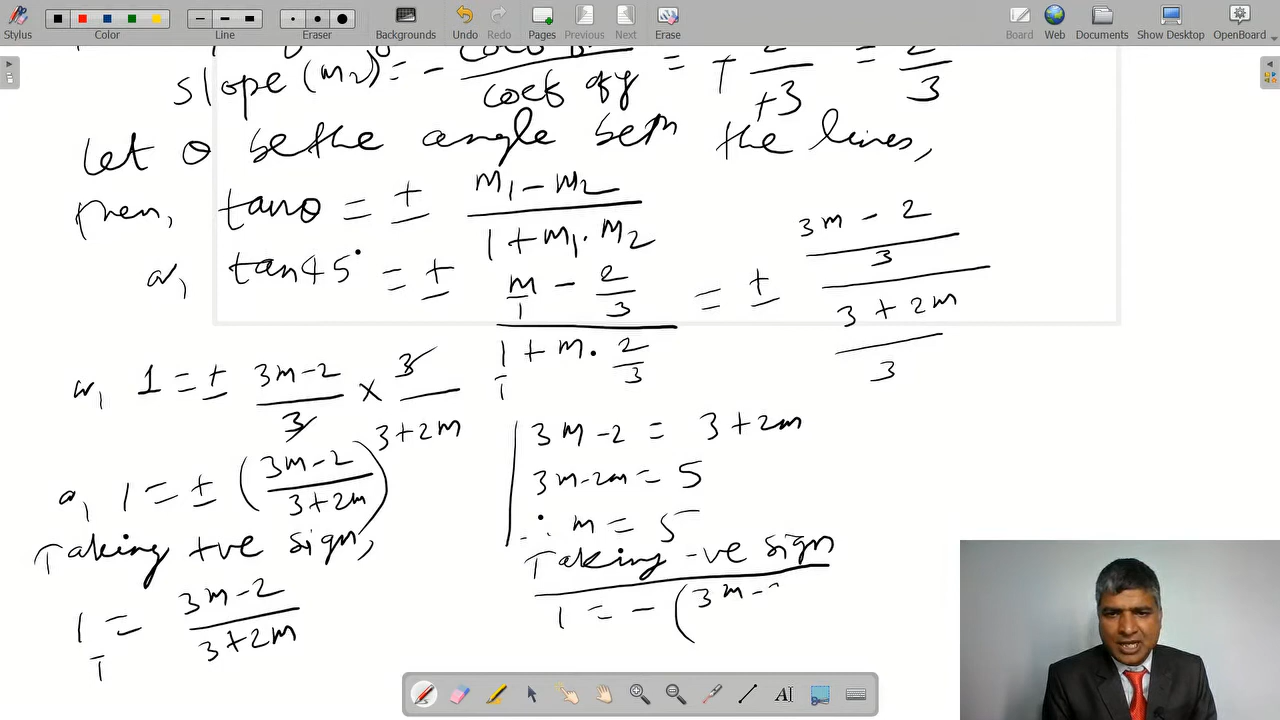 Stylus
Color
Line
Eraser
Backgrounds
Undo
Redo
Pages
Previous
Next
Erase
Board
Web
Documents
Show Desktop
OpenBoard
slope (m2) = - / coef of y = + 2 / +3 = 2/3
Let θ be the angle betn the lines,
then, tanθ = ± m1 - m2 / 1 + m1. m2
or, tan45° = ± m/1 - 2/3 / 1/1 + m . 2/3 = ± 3m - 2 / 3 / 3 + 2m / 3
or, 1 = ± 3m-2 / 3 × 3 / 3+2m
or, 1 = ± (3m-2 / 3+2m)
Taking +ve sign,
1/1 = 3m-2 / 3+2m
3m-2 = 3+2m
3m-2m = 5
∴ m = 5
Taking -ve sign
1 = - (3m-
AI